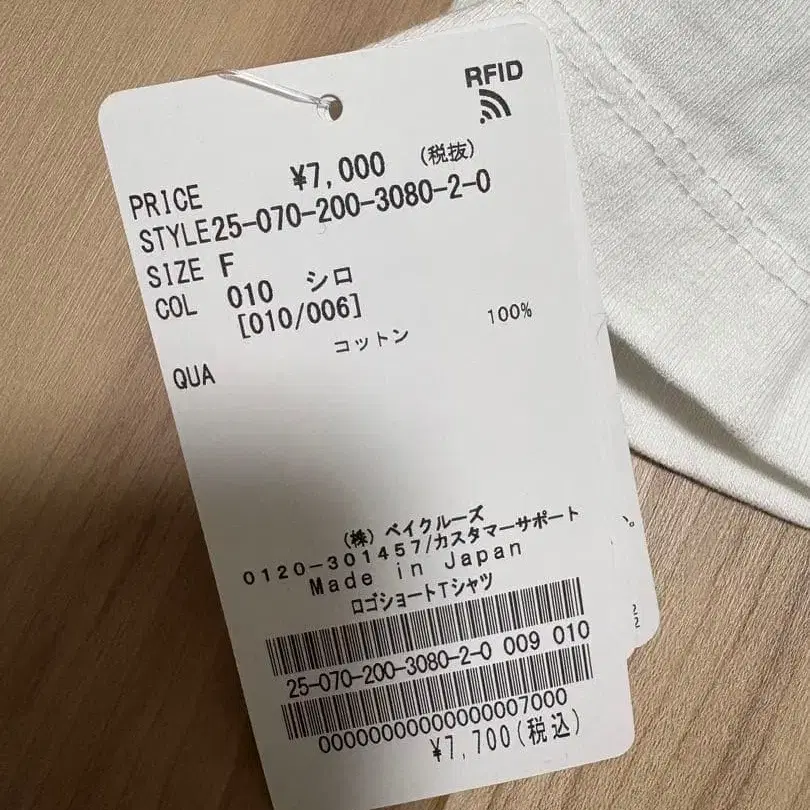 RFID
PRICE ¥7,000 (税抜)
STYLE25-070-200-3080-2-0
SIZE F
COL 010 シロ
[010/006]
コットン 100%
QUA
(株) ベイクルーズ
0120-301457/カスタマーサポート
Made in Japan
ロゴショートTシャツ
25-070-200-3080-2-0 009 010
00000000000000007000
¥7,700(税込)